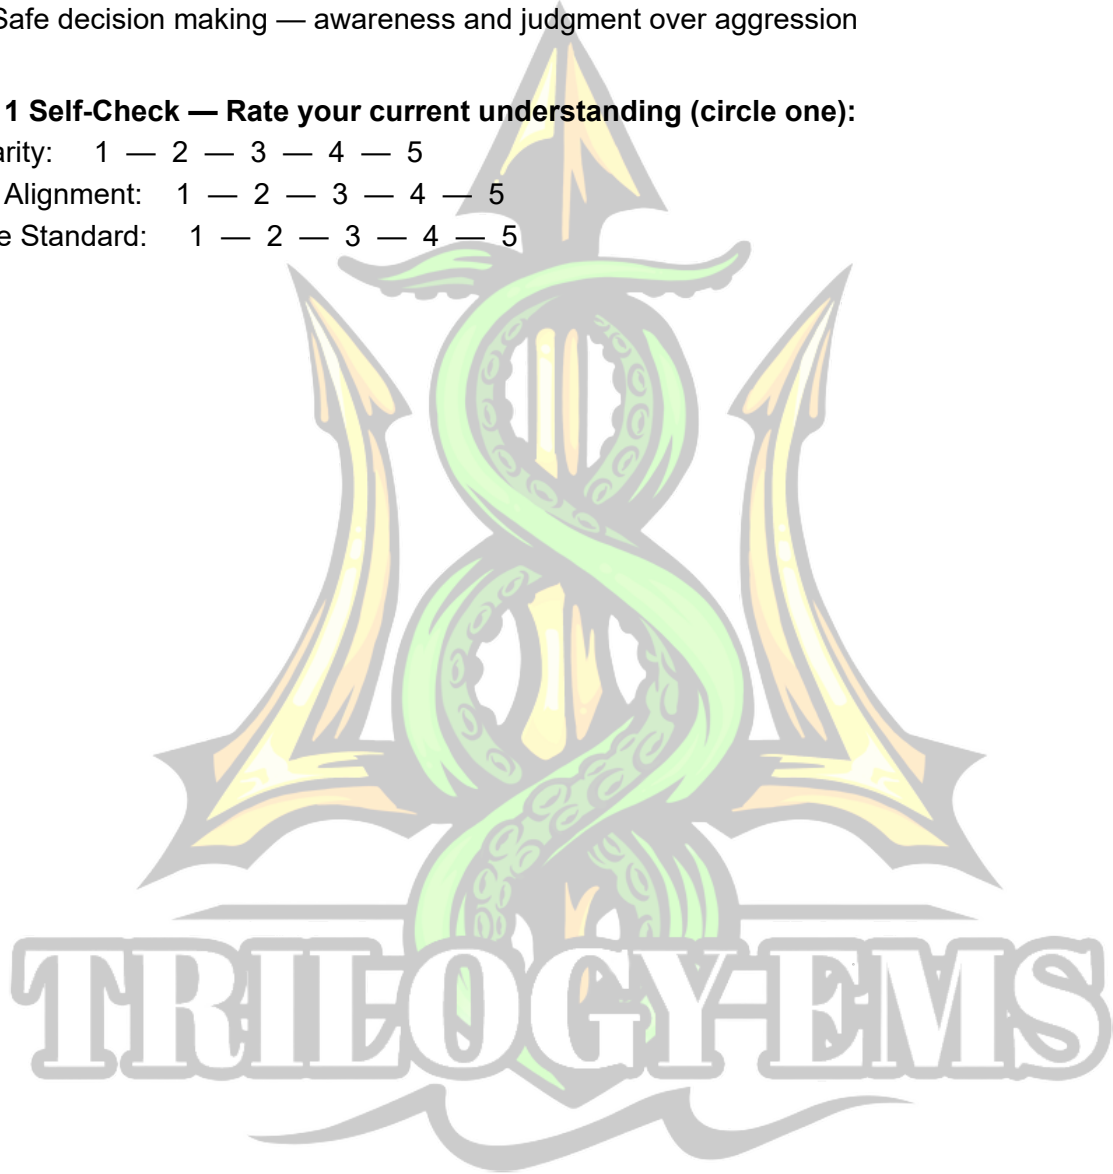 Safe decision making — awareness and judgment over aggression
1 Self-Check — Rate your current understanding (circle one):
arity: 1 — 2 — 3 — 4 — 5
Alignment: 1 — 2 — 3 — 4 — 5
e Standard: 1 — 2 — 3 — 4 — 5
TRILOGY EMS